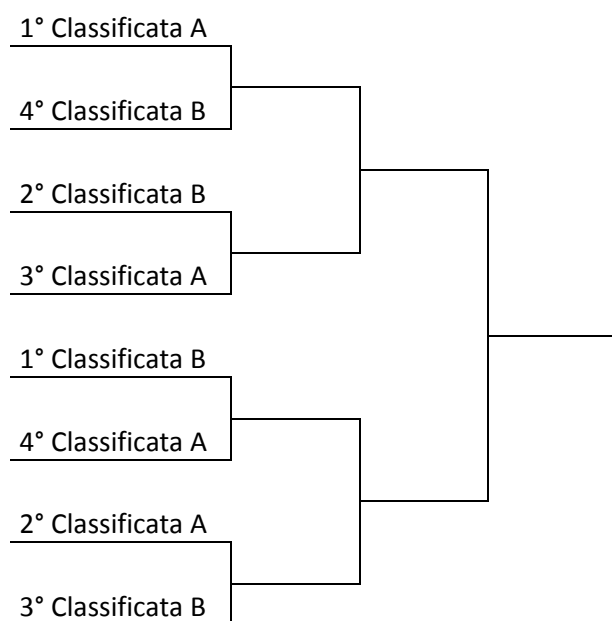 1° Classificata A
4° Classificata B
2° Classificata B
3° Classificata A
1° Classificata B
4° Classificata A
2° Classificata A
3° Classificata B